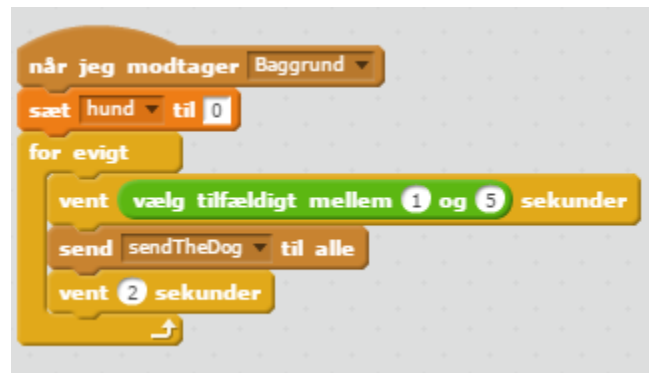 når jeg modtager Baggrund
sæt hund til 0
for evigt
vent vælg tilfældigt mellem 1 og 5 sekunder
send sendTheDog til alle
vent 2 sekunder